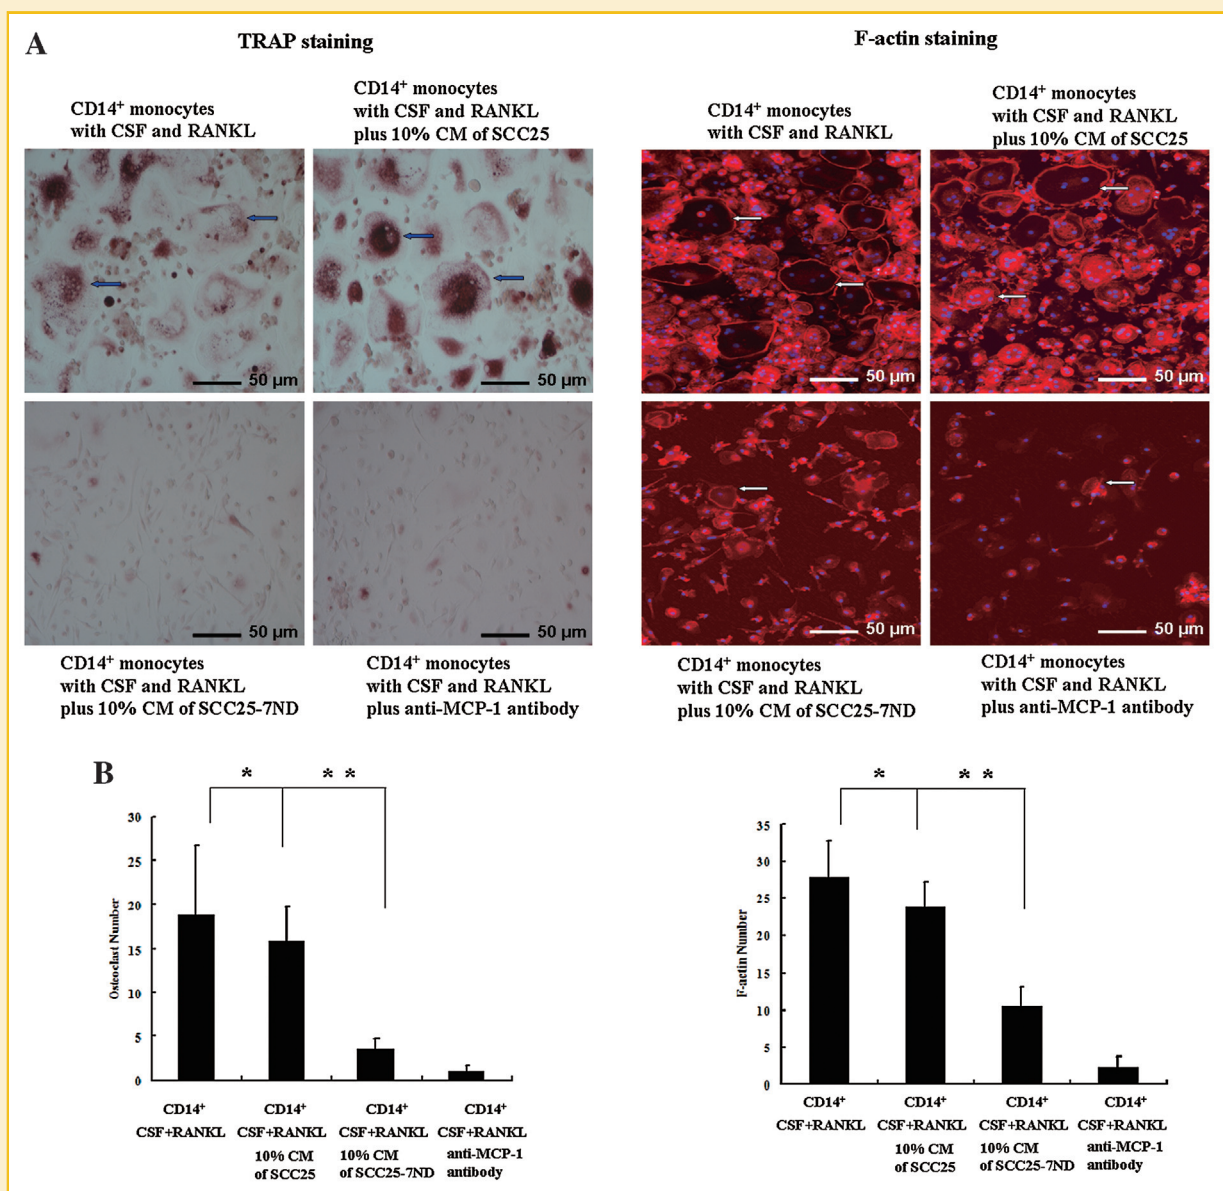 A
TRAP staining
F-actin staining
CD14+ monocytes
with CSF and RANKL
CD14+ monocytes
with CSF and RANKL
plus 10% CM of SCC25
CD14+ monocytes
with CSF and RANKL
CD14+ monocytes
with CSF and RANKL
plus 10% CM of SCC25
50 µm
50 µm
50 µm
50 µm
50 µm
50 µm
50 µm
50 µm
CD14+ monocytes
with CSF and RANKL
plus 10% CM of SCC25-7ND
CD14+ monocytes
with CSF and RANKL
plus anti-MCP-1 antibody
CD14+ monocytes
with CSF and RANKL
plus 10% CM of SCC25-7ND
CD14+ monocytes
with CSF and RANKL
plus anti-MCP-1 antibody
B
*
* *
30
25
20
15
10
5
0
Osteoclast Number
CD14+
CSF+RANKL
CD14+
CSF+RANKL
10% CM
of SCC25
CD14+
CSF+RANKL
10% CM
of SCC25-7ND
CD14+
CSF+RANKL
anti-MCP-1
antibody
*
* *
35
30
25
20
15
10
5
0
F-actin Number
CD14+
CSF+RANKL
CD14+
CSF+RANKL
10% CM
of SCC25
CD14+
CSF+RANKL
10% CM
of SCC25-7ND
CD14+
CSF+RANKL
anti-MCP-1
antibody